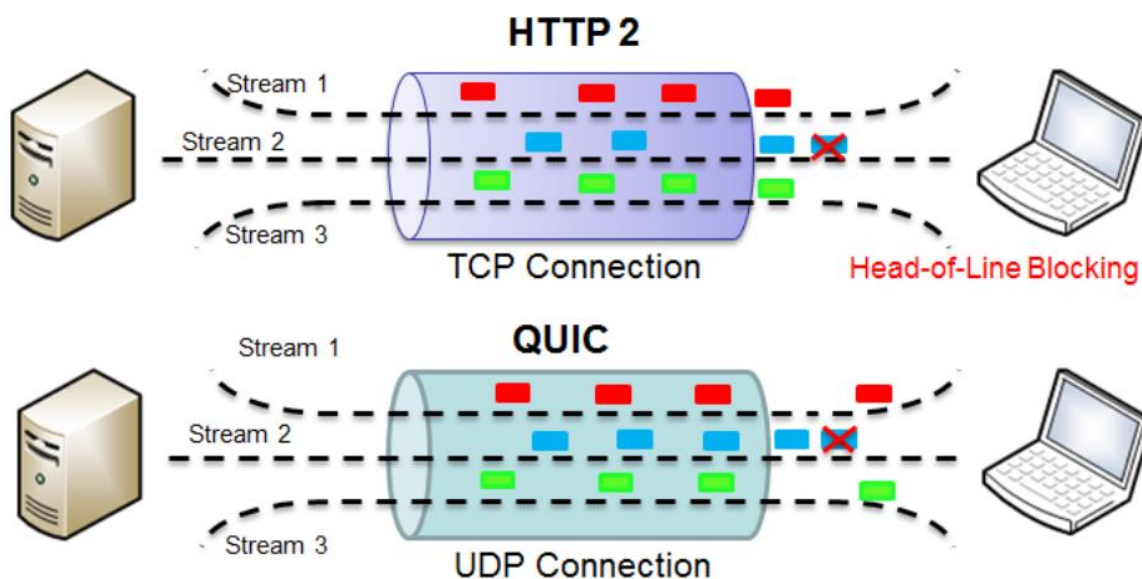 HTTP 2
Stream 1
Stream 2
Stream 3
TCP Connection
Head-of-Line Blocking
QUIC
Stream 1
Stream 2
Stream 3
UDP Connection